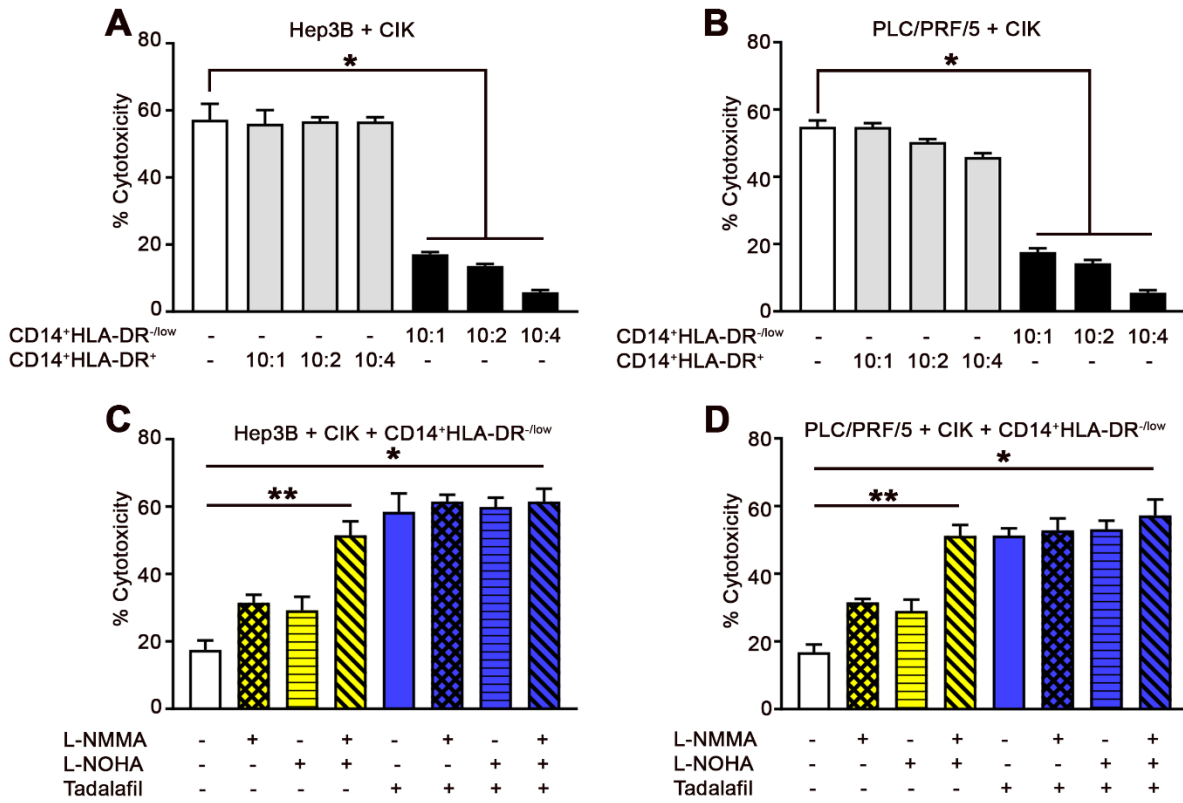 A
Hep3B + CIK
*
% Cytotoxicity
80
60
40
20
0
CD14⁺HLA-DR⁻/ˡᵒʷ - - - - 10:1 10:2 10:4
CD14⁺HLA-DR⁺ - 10:1 10:2 10:4 - - -
B
PLC/PRF/5 + CIK
*
% Cytotoxicity
80
60
40
20
0
CD14⁺HLA-DR⁻/ˡᵒʷ - - - - 10:1 10:2 10:4
CD14⁺HLA-DR⁺ - 10:1 10:2 10:4 - - -
C
Hep3B + CIK + CD14⁺HLA-DR⁻/ˡᵒʷ
*
**
% Cytotoxicity
80
60
40
20
0
L-NMMA - + - + - + - +
L-NOHA - - + + - - + +
Tadalafil - - - - + + + +
D
PLC/PRF/5 + CIK + CD14⁺HLA-DR⁻/ˡᵒʷ
*
**
% Cytotoxicity
80
60
40
20
0
L-NMMA - + - + - + - +
L-NOHA - - + + - - + +
Tadalafil - - - - + + + +